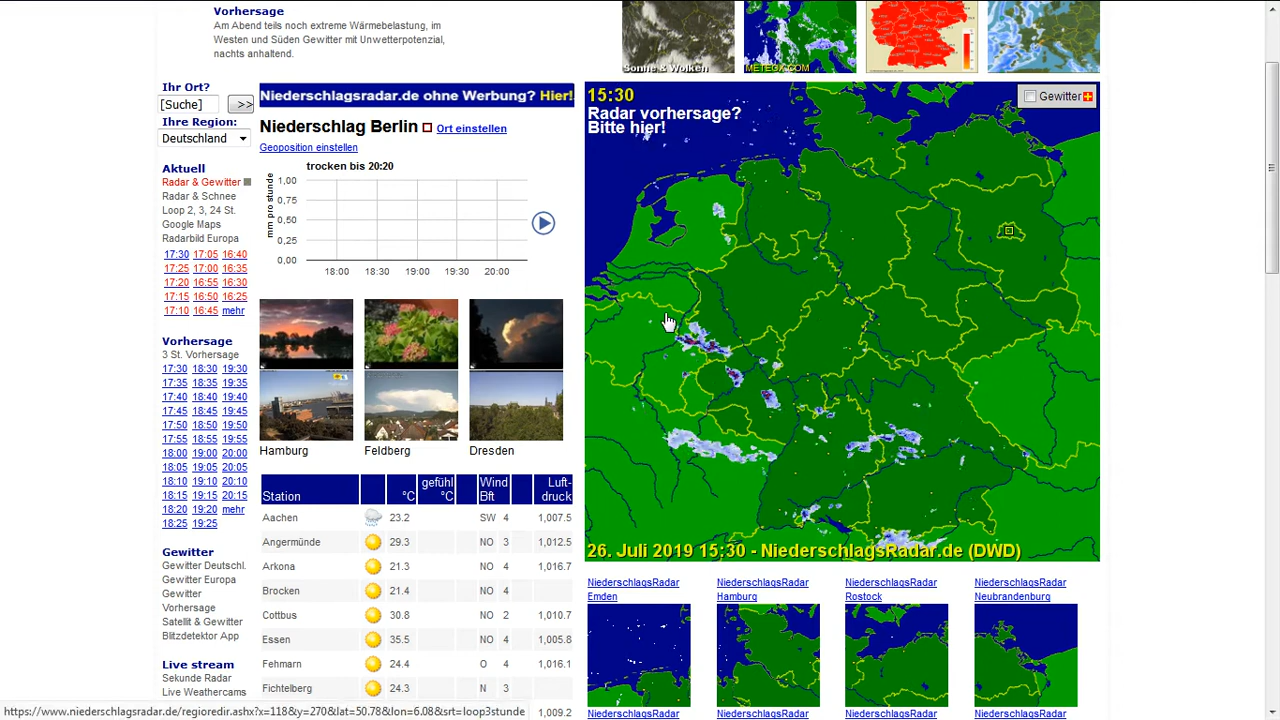 Vorhersage
Am Abend teils noch extreme Wärmebelastung, im
Westen und Süden Gewitter mit Unwetterpotenzial,
nachts anhaltend.
Sonne & Wolken
METEOX.COM
Ihr Ort?
[Suche] >>
Ihre Region:
Deutschland
Aktuell
Radar & Gewitter
Radar & Schnee
Loop 2, 3, 24 St.
Google Maps
Radarbild Europa
17:30 17:05 16:40
17:25 17:00 16:35
17:20 16:55 16:30
17:15 16:50 16:25
17:10 16:45 mehr
Vorhersage
3 St. Vorhersage
17:30 18:30 19:30
17:35 18:35 19:35
17:40 18:40 19:40
17:45 18:45 19:45
17:50 18:50 19:50
17:55 18:55 19:55
18:00 19:00 20:00
18:05 19:05 20:05
18:10 19:10 20:10
18:15 19:15 20:15
18:20 19:20 mehr
18:25 19:25
Gewitter
Gewitter Deutschl.
Gewitter Europa
Gewitter
Vorhersage
Satellit & Gewitter
Blitzdetektor App
Live stream
Sekunde Radar
Live Weathercams
Niederschlagsradar.de ohne Werbung? Hier!
Niederschlag Berlin Ort einstellen
Geoposition einstellen
trocken bis 20:20
mm pro stunde
1,00
0,75
0,50
0,25
0,00
18:00 18:30 19:00 19:30 20:00
Hamburg Feldberg Dresden
Station °C gefühl °C Wind Bft Luft-druck
Aachen 23.2 SW 4 1,007.5
Angermünde 29.3 NO 3 1,012.5
Arkona 21.3 NO 4 1,016.7
Brocken 21.4 NO 4
Cottbus 30.8 NO 2 1,010.7
Essen 35.5 NO 4 1,005.8
Fehmarn 24.4 O 4 1,016.1
Fichtelberg 24.3 N 3
1,009.2
15:30
Radar vorhersage?
Bitte hier!
Gewitter
26. Juli 2019 15:30 - NiederschlagsRadar.de (DWD)
NiederschlagsRadar Emden
NiederschlagsRadar Hamburg
NiederschlagsRadar Rostock
NiederschlagsRadar Neubrandenburg
NiederschlagsRadar NiederschlagsRadar NiederschlagsRadar NiederschlagsRadar
https://www.niederschlagsradar.de/regioredir.ashx?x=118&y=270&lat=50.78&lon=6.08&srt=loop3stunde